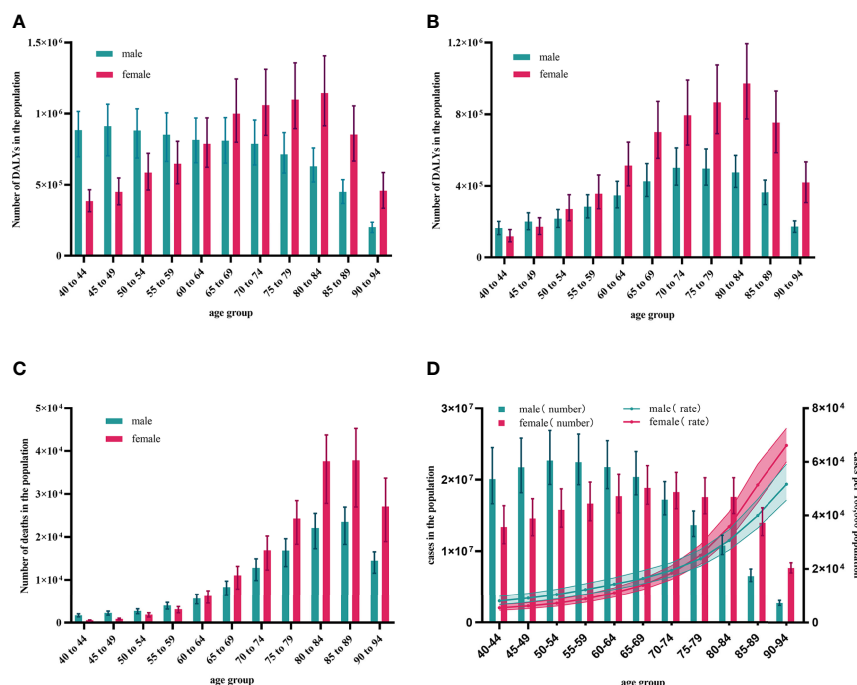 A
Number of DALYs in the population
1.5×10⁶
1×10⁶
5×10⁵
0
male
female
40 to 44
45 to 49
50 to 54
55 to 59
60 to 64
65 to 69
70 to 74
75 to 79
80 to 84
85 to 89
90 to 94
age group
B
Number of DALYs in the population
1.2×10⁶
8×10⁵
4×10⁵
0
male
female
40 to 44
45 to 49
50 to 54
55 to 59
60 to 64
65 to 69
70 to 74
75 to 79
80 to 84
85 to 89
90 to 94
age group
C
Number of deaths in the population
5×10⁴
4×10⁴
3×10⁴
2×10⁴
1×10⁴
0
male
female
40 to 44
45 to 49
50 to 54
55 to 59
60 to 64
65 to 69
70 to 74
75 to 79
80 to 84
85 to 89
90 to 94
age group
D
cases in the population
3×10⁷
2×10⁷
1×10⁷
0
male( number)
female( number)
male( rate)
female( rate)
8×10⁴
6×10⁴
4×10⁴
2×10⁴
0
cases per
40-44
45-49
50-54
55-59
60-64
65-69
70-74
75-79
80-84
85-89
90-94
age group